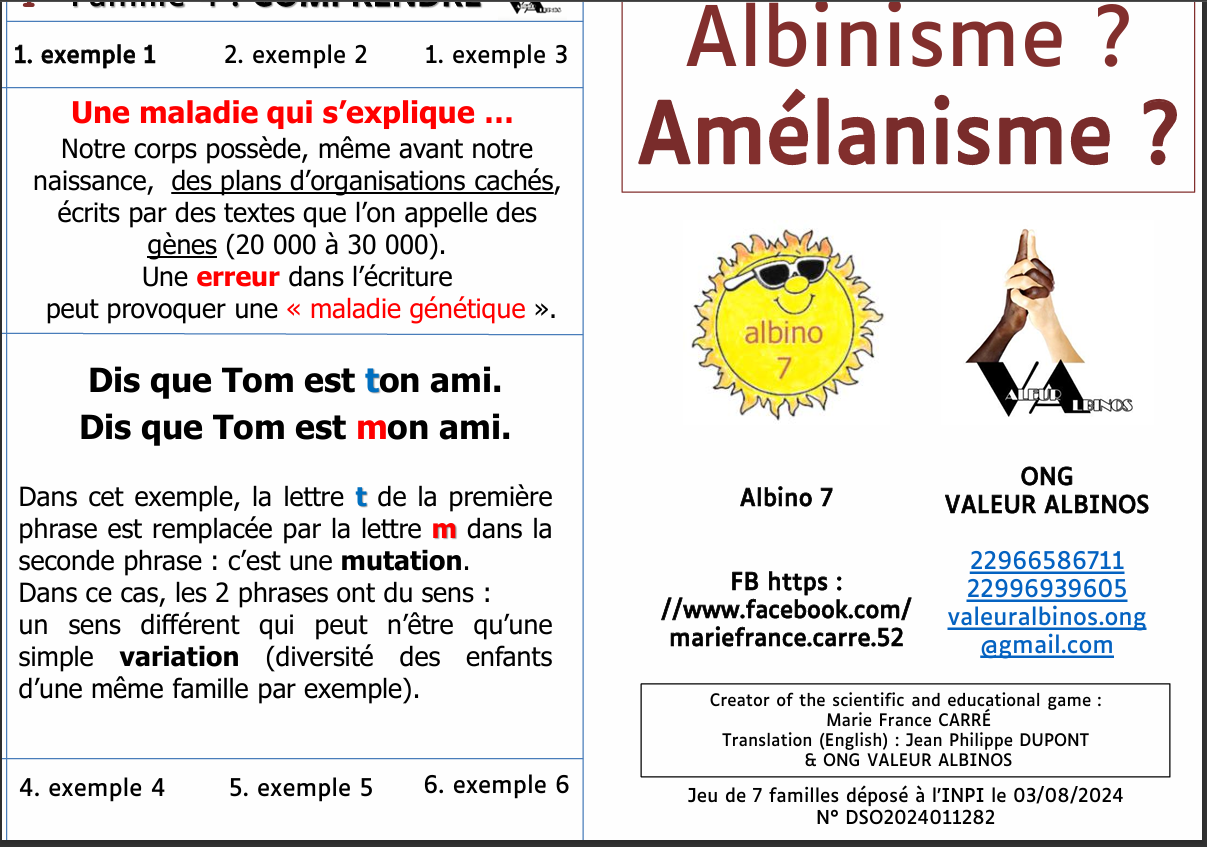 Famille 1 : COMPRENDRE
1. exemple 1 2. exemple 2 1. exemple 3
Une maladie qui s’explique …
Notre corps possède, même avant notre
naissance, des plans d’organisations cachés,
écrits par des textes que l’on appelle des
gènes (20 000 à 30 000).
Une erreur dans l’écriture
peut provoquer une « maladie génétique ».
Dis que Tom est ton ami.
Dis que Tom est mon ami.
Dans cet exemple, la lettre t de la première
phrase est remplacée par la lettre m dans la
seconde phrase : c’est une mutation.
Dans ce cas, les 2 phrases ont du sens :
un sens différent qui peut n’être qu’une
simple variation (diversité des enfants
d’une même famille par exemple).
4. exemple 4 5. exemple 5 6. exemple 6
Albinisme ?
Amélanisme ?
albino
7
VALEUR ALBINOS
Albino 7
FB https :
//www.facebook.com/
mariefrance.carre.52
ONG
VALEUR ALBINOS
22966586711
22996939605
valeuralbinos.ong
@gmail.com
Creator of the scientific and educational game :
Marie France CARRÉ
Translation (English) : Jean Philippe DUPONT
& ONG VALEUR ALBINOS
Jeu de 7 familles déposé à l’INPI le 03/08/2024
N° DSO2024011282